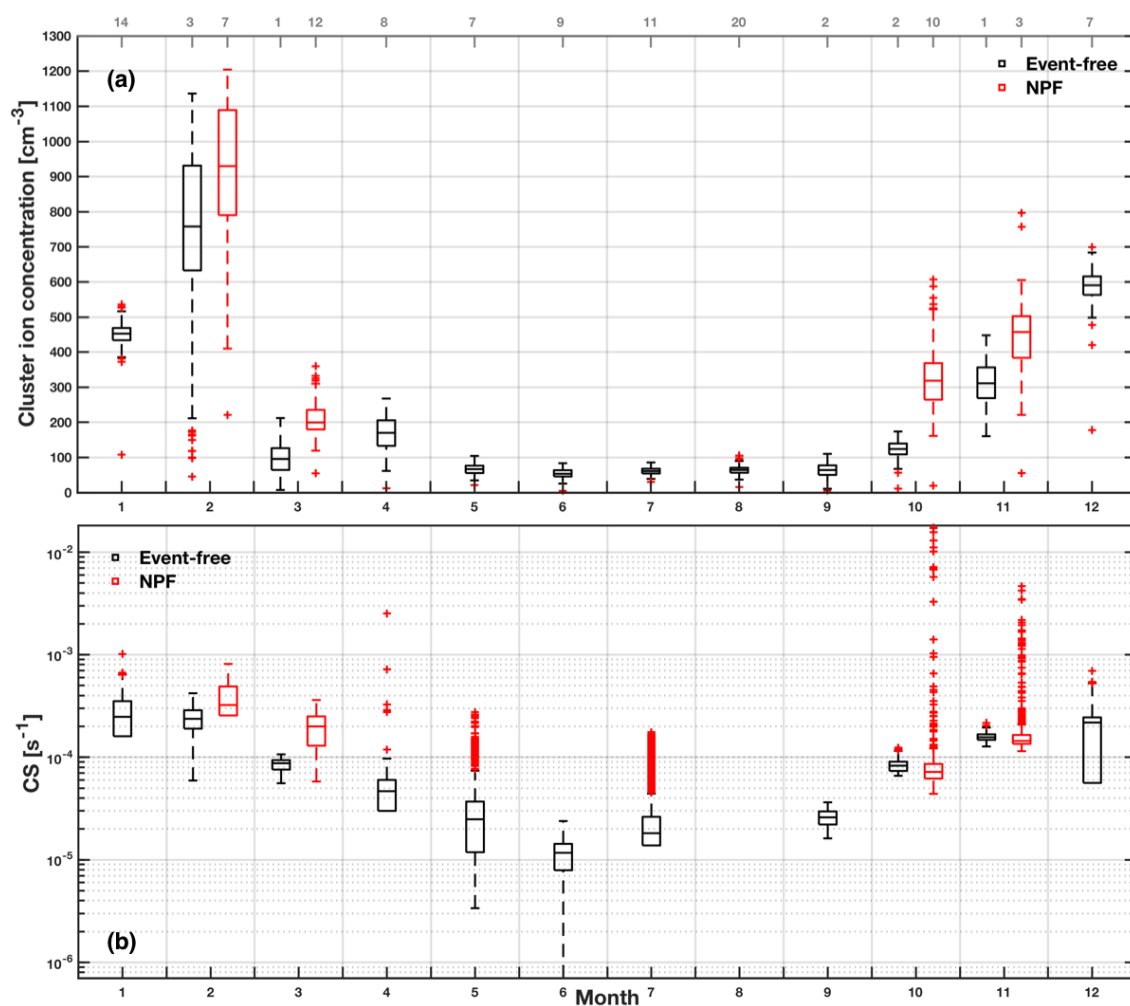 14 3 7 1 12 8 7 9 11 20 2 2 10 1 3 7
1300
(a)
Event-free
NPF
1200
1100
1000
900
800
700
600
500
400
300
200
100
0
Cluster ion concentration [cm⁻³]
1 2 3 4 5 6 7 8 9 10 11 12
Event-free
NPF
10⁻²
10⁻³
10⁻⁴
10⁻⁵
10⁻⁶
CS [s⁻¹]
(b)
1 2 3 4 5 6 7 8 9 10 11 12
Month